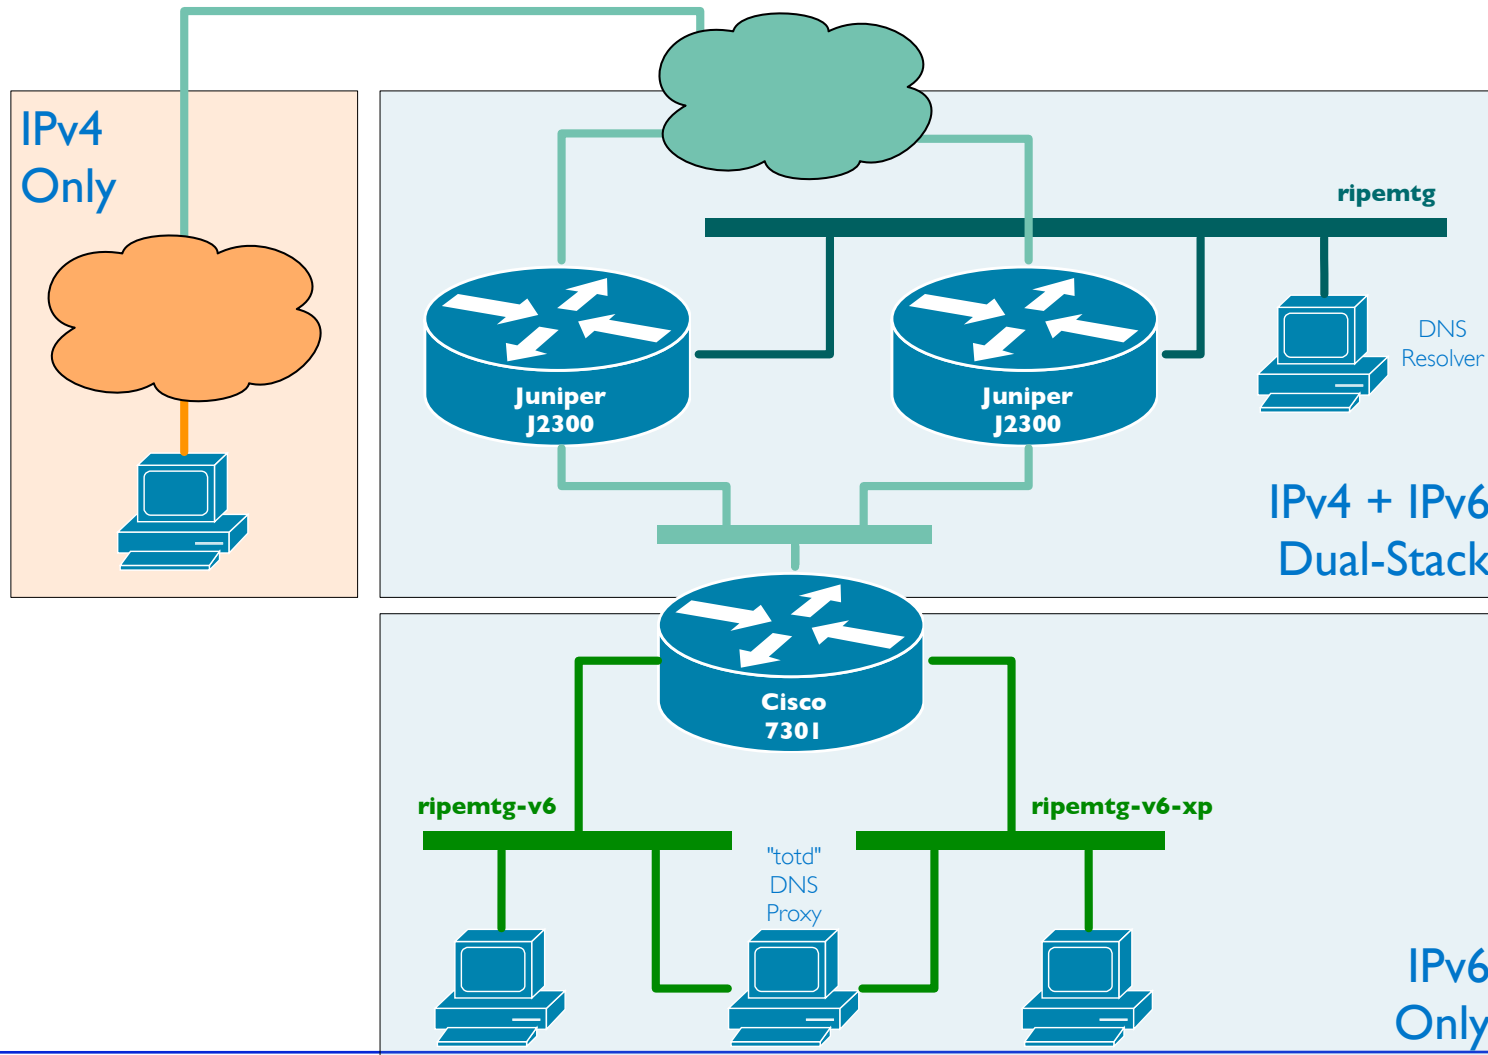 IPv4
Only
ripemtg
DNS
Resolver
Juniper
J2300
Juniper
J2300
IPv4 + IPv6
Dual-Stack
Cisco
7301
ripemtg-v6
ripemtg-v6-xp
"totd"
DNS
Proxy
IPv6
Only